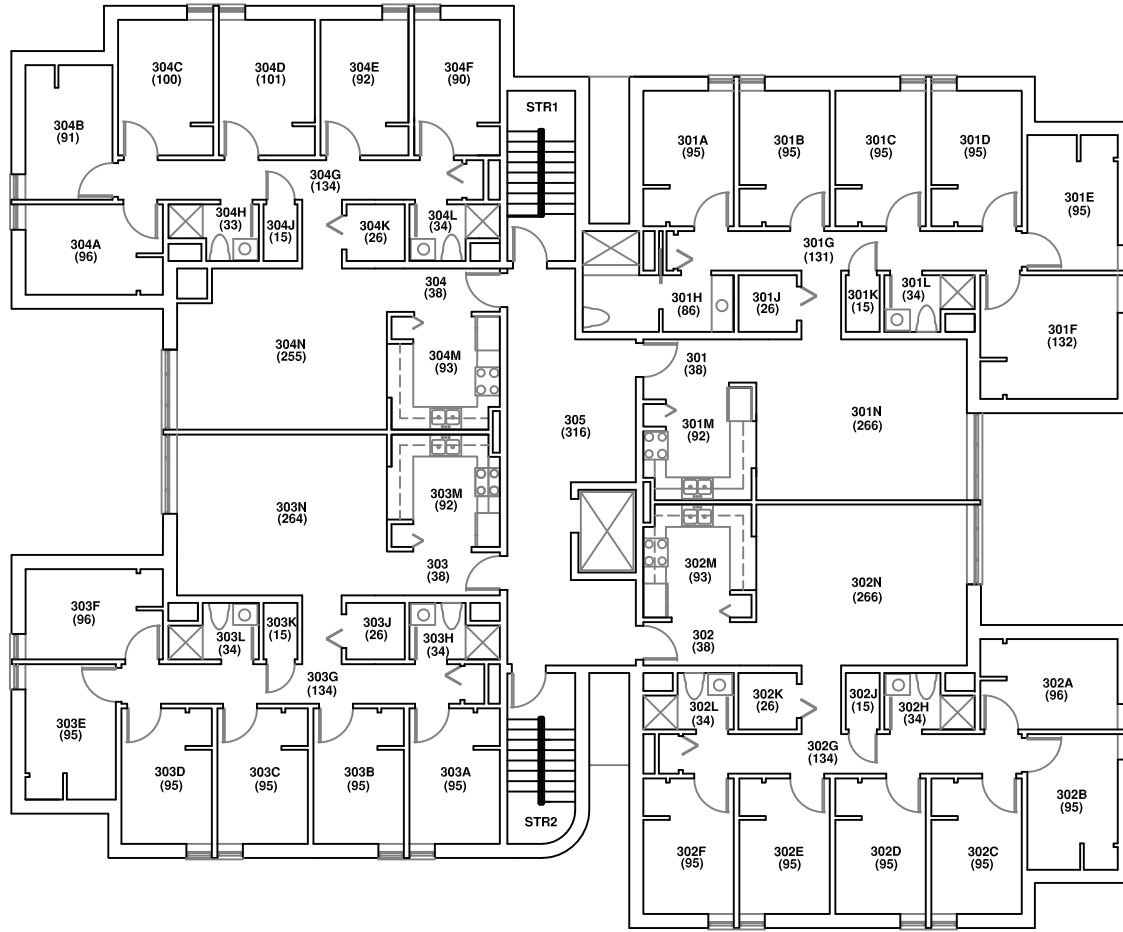 304C
(100)
304D
(101)
304E
(92)
304F
(90)
STR1
304B
(91)
301A
(95)
301B
(95)
301C
(95)
301D
(95)
304G
(134)
301E
(95)
304H
(33)
304J
(15)
304K
(26)
304L
(34)
304A
(96)
301G
(131)
304
(38)
301H
(86)
301J
(26)
301K
(15)
301L
(34)
301F
(132)
304N
(255)
304M
(93)
301
(38)
305
(316)
301M
(92)
301N
(266)
303N
(264)
303M
(92)
303
(38)
302M
(93)
302N
(266)
303F
(96)
303L
(34)
303K
(15)
303J
(26)
303H
(34)
302
(38)
303G
(134)
302L
(34)
302K
(26)
302J
(15)
302H
(34)
302A
(96)
303E
(95)
302G
(134)
303D
(95)
303C
(95)
303B
(95)
303A
(95)
302B
(95)
STR2
302F
(95)
302E
(95)
302D
(95)
302C
(95)